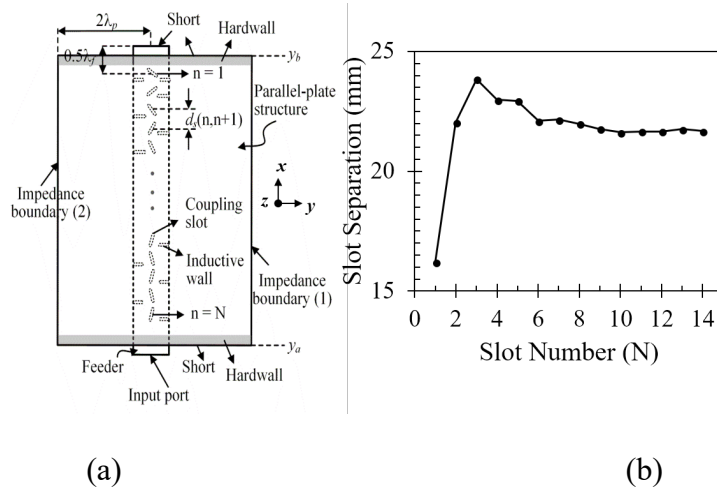 2λp
Short
Hardwall
0.5λf
yb
n = 1
ds(n,n+1)
Parallel-plate
structure
x
z
y
Impedance
boundary (2)
Coupling
slot
Inductive
wall
Impedance
boundary (1)
n = N
ya
Feeder
Short
Hardwall
Input port
(a)
Slot Separation (mm)
25
20
15
0 2 4 6 8 10 12 14
Slot Number (N)
(b)